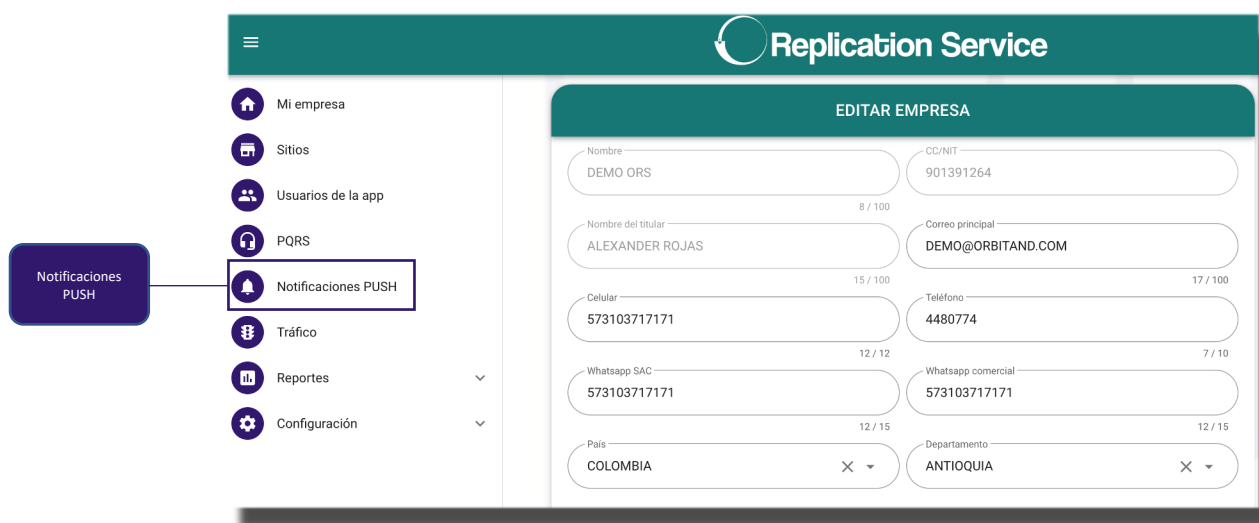 Replication Service
Mi empresa
Sitios
Usuarios de la app
PQRS
Notificaciones PUSH
Tráfico
Reportes
Configuración
Notificaciones
PUSH
EDITAR EMPRESA
Nombre
DEMO ORS
8 / 100
CC/NIT
901391264
Nombre del titular
ALEXANDER ROJAS
15 / 100
Correo principal
DEMO@ORBITAND.COM
17 / 100
Celular
573103717171
12 / 12
Teléfono
4480774
7 / 10
Whatsapp SAC
573103717171
12 / 15
Whatsapp comercial
573103717171
12 / 15
País
COLOMBIA
Departamento
ANTIOQUIA